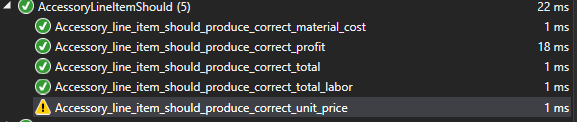 AccessoryLineItemShould (5) 22 ms
Accessory_line_item_should_produce_correct_material_cost 1 ms
Accessory_line_item_should_produce_correct_profit 18 ms
Accessory_line_item_should_produce_correct_total 1 ms
Accessory_line_item_should_produce_correct_total_labor 1 ms
Accessory_line_item_should_produce_correct_unit_price 1 ms